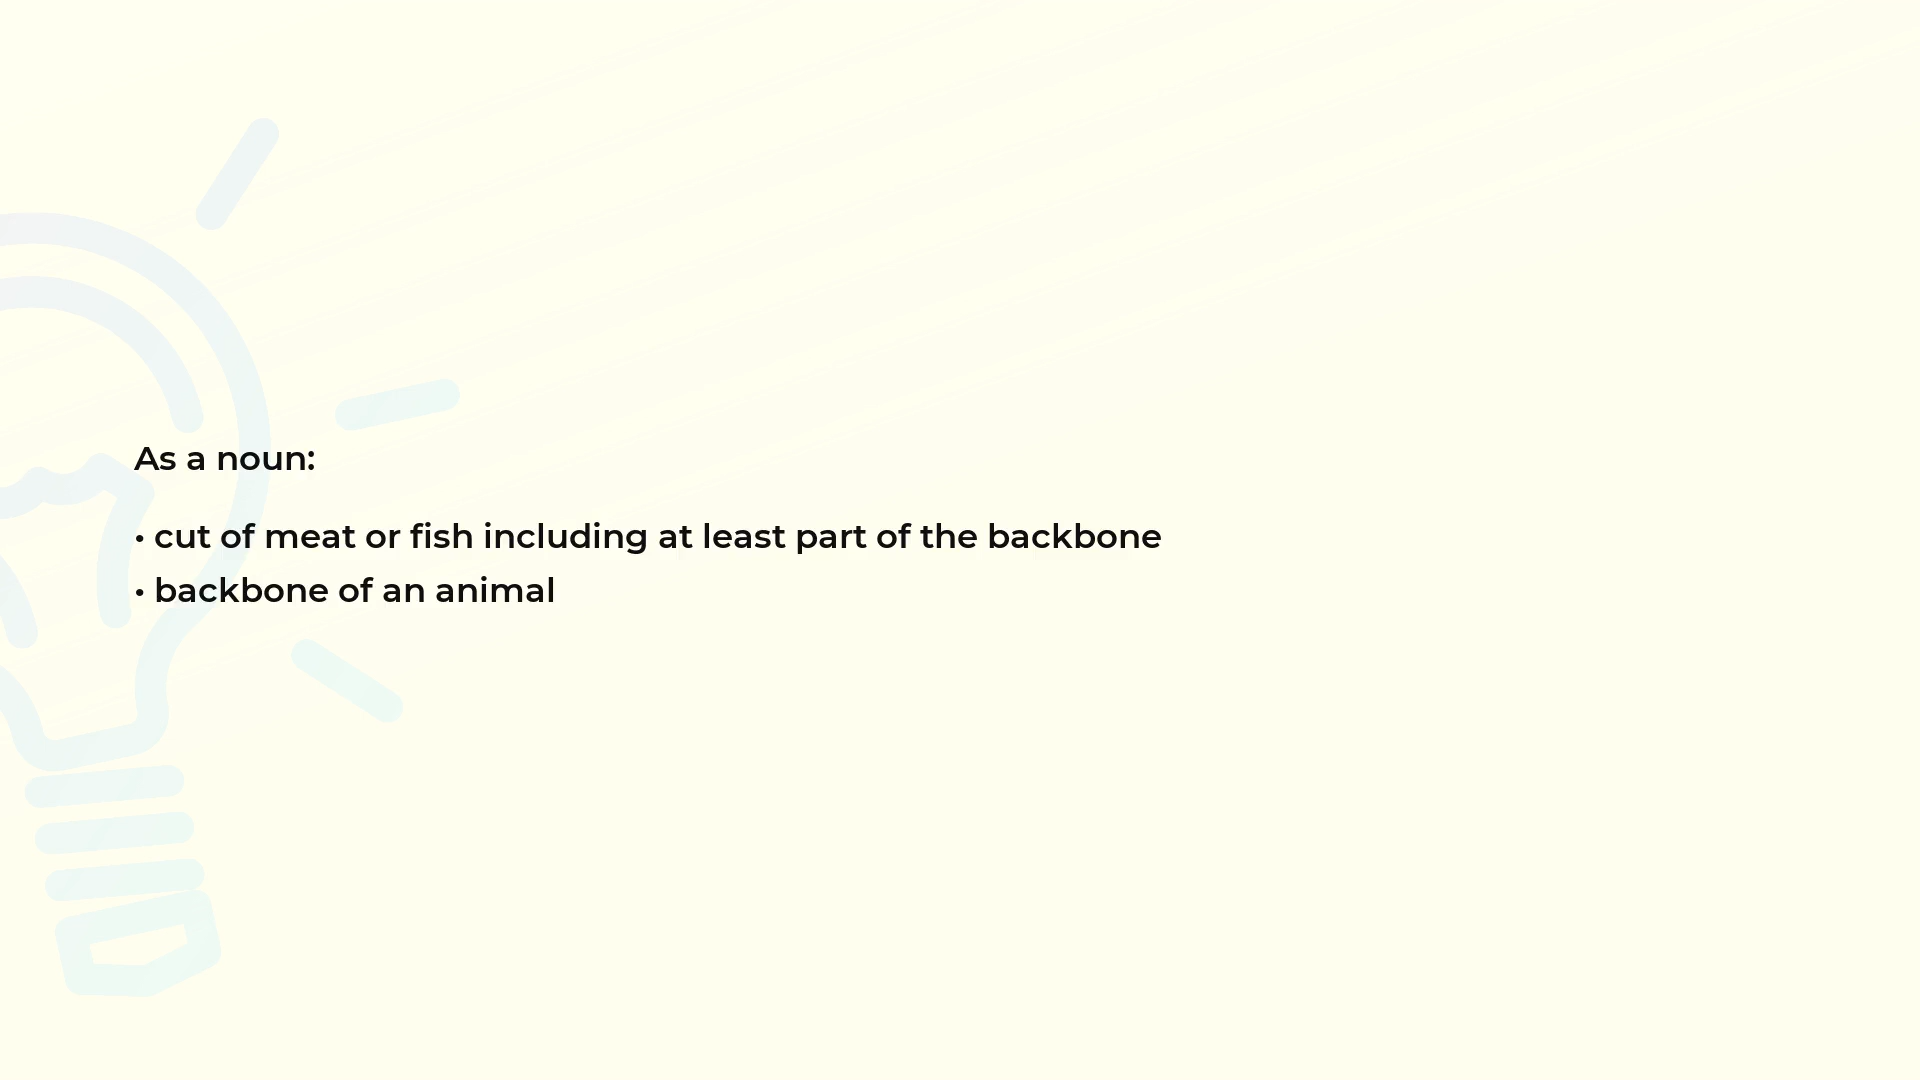 As a noun:
• cut of meat or fish including at least part of the backbone
• backbone of an animal